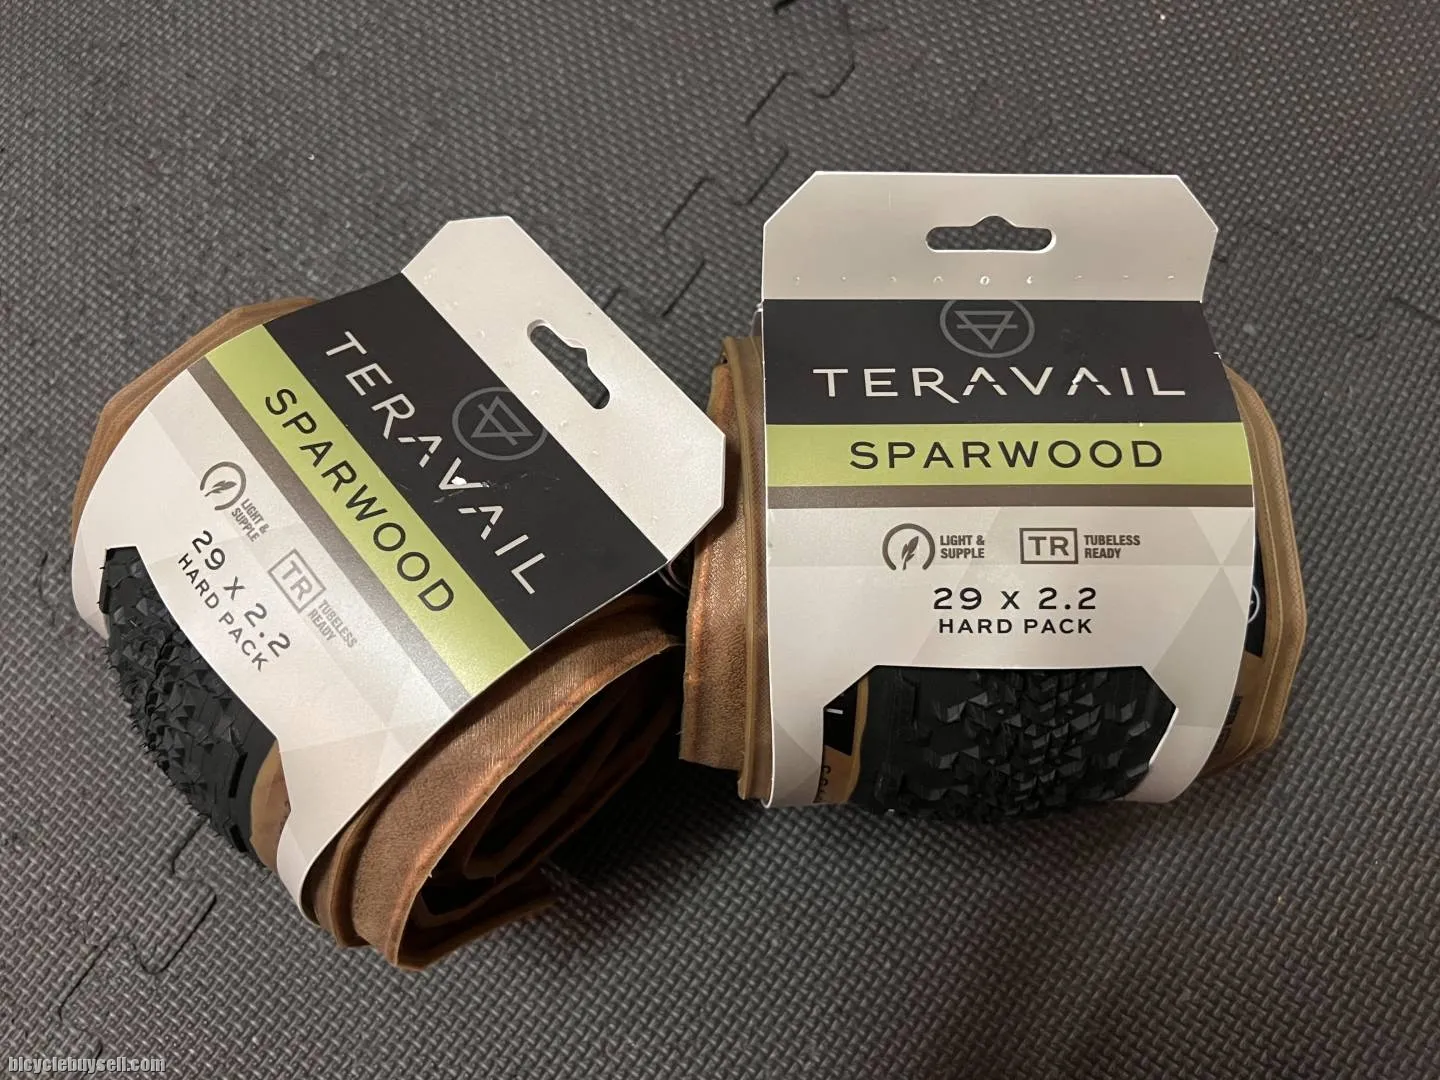 TERAVAIL
SPARWOOD
LIGHT &
SUPPLE
TR
TUBELESS
READY
29 x 2.2
HARD PACK
TERAVAIL
SPARWOOD
LIGHT &
SUPPLE
TR
TUBELESS
READY
29 x 2.2
HARD PACK
bicyclebuysell.com